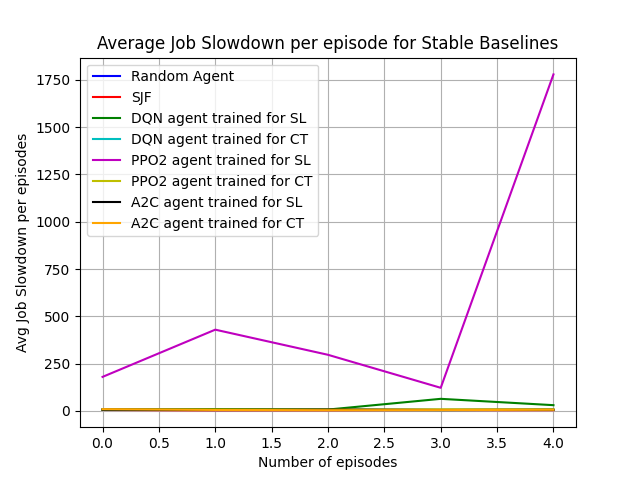 Average Job Slowdown per episode for Stable Baselines
Avg Job Slowdown per episodes
1750
1500
1250
1000
750
500
250
0
Random Agent
SJF
DQN agent trained for SL
DQN agent trained for CT
PPO2 agent trained for SL
PPO2 agent trained for CT
A2C agent trained for SL
A2C agent trained for CT
0.0 0.5 1.0 1.5 2.0 2.5 3.0 3.5 4.0
Number of episodes